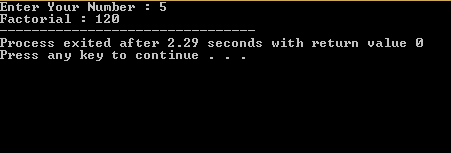 Enter Your Number : 5
Factorial : 120
--------------------------------
Process exited after 2.29 seconds with return value 0
Press any key to continue . . .